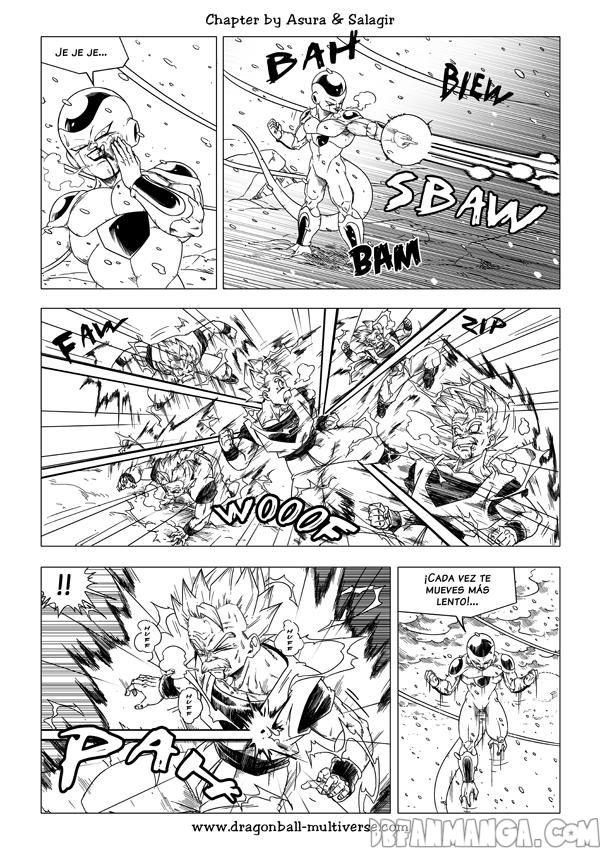 Chapter by Asura & Salagir
JE JE JE...
BAH
BIEW
SBAW
BAM
FAW
ZIP
WOOOF
!!
HUFF
HUFF
HUFF
PAH
¡CADA VEZ TE
MUEVES MÁS
LENTO!...
www.dragonball-multiverse.com
DBFANMANGA.COM